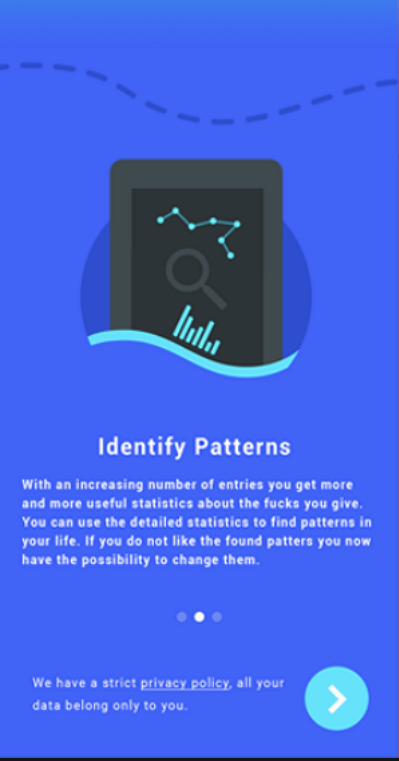 Identify Patterns
With an increasing number of entries you get more
and more useful statistics about the fucks you give.
You can use the detailed statistics to find patterns in
your life. If you do not like the found patters you now
have the possibility to change them.
We have a strict privacy policy, all your
data belong only to you.